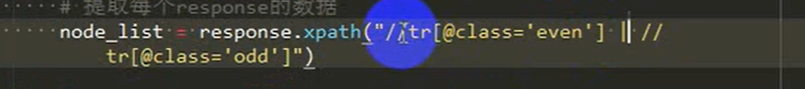 # 提取每个response的数据
node_list = response.xpath("//tr[@class='even'] | //
tr[@class='odd']")